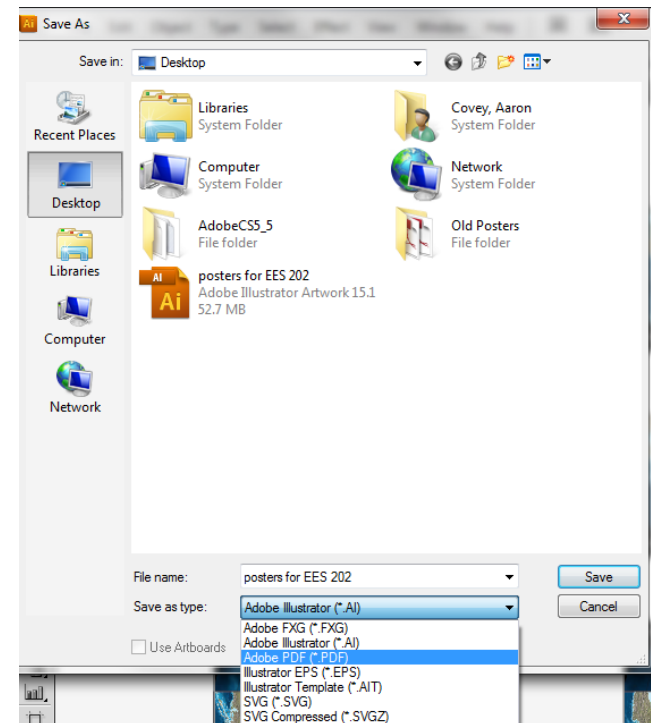 Ai Save As
Save in: Desktop
Recent Places
Desktop
Libraries
Computer
Network
Libraries
System Folder
Covey, Aaron
System Folder
Computer
System Folder
Network
System Folder
AdobeCS5_5
File folder
Old Posters
File folder
AI
Ai
posters for EES 202
Adobe Illustrator Artwork 15.1
52.7 MB
File name: posters for EES 202 Save
Save as type: Adobe Illustrator (*.AI) Cancel
Use Artboards
Adobe FXG (*.FXG)
Adobe Illustrator (*.AI)
Adobe PDF (*.PDF)
Illustrator EPS (*.EPS)
Illustrator Template (*.AIT)
SVG (*.SVG)
SVG Compressed (*.SVGZ)